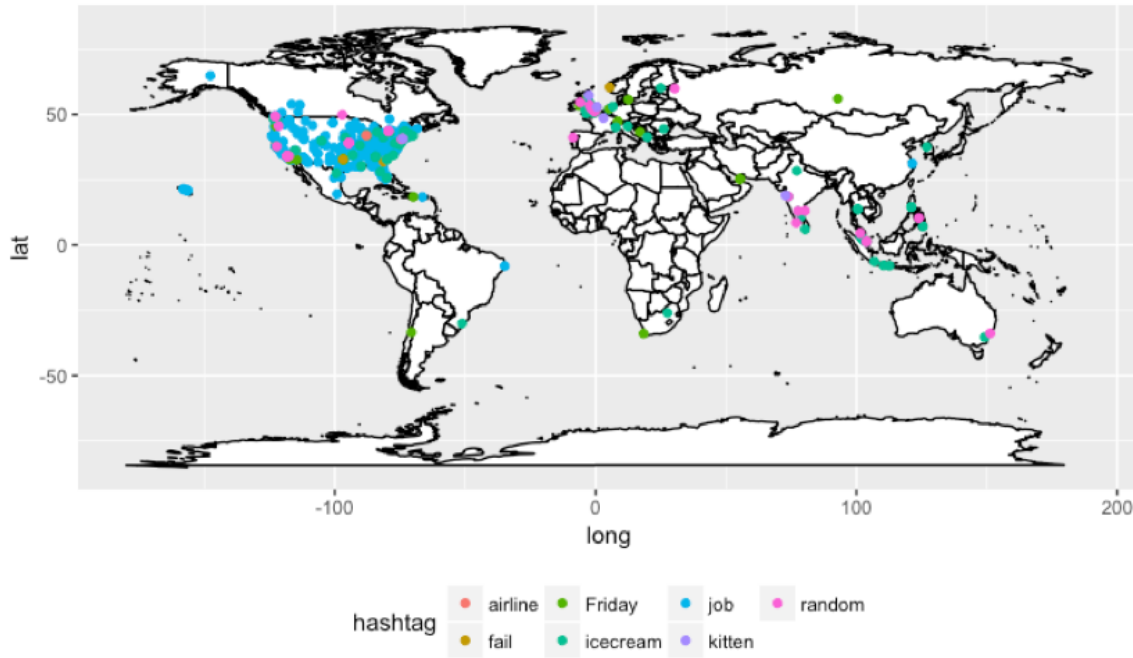 50
0
-50
lat
-100
0
100
200
long
hashtag
airline Friday job random
fail icecream kitten